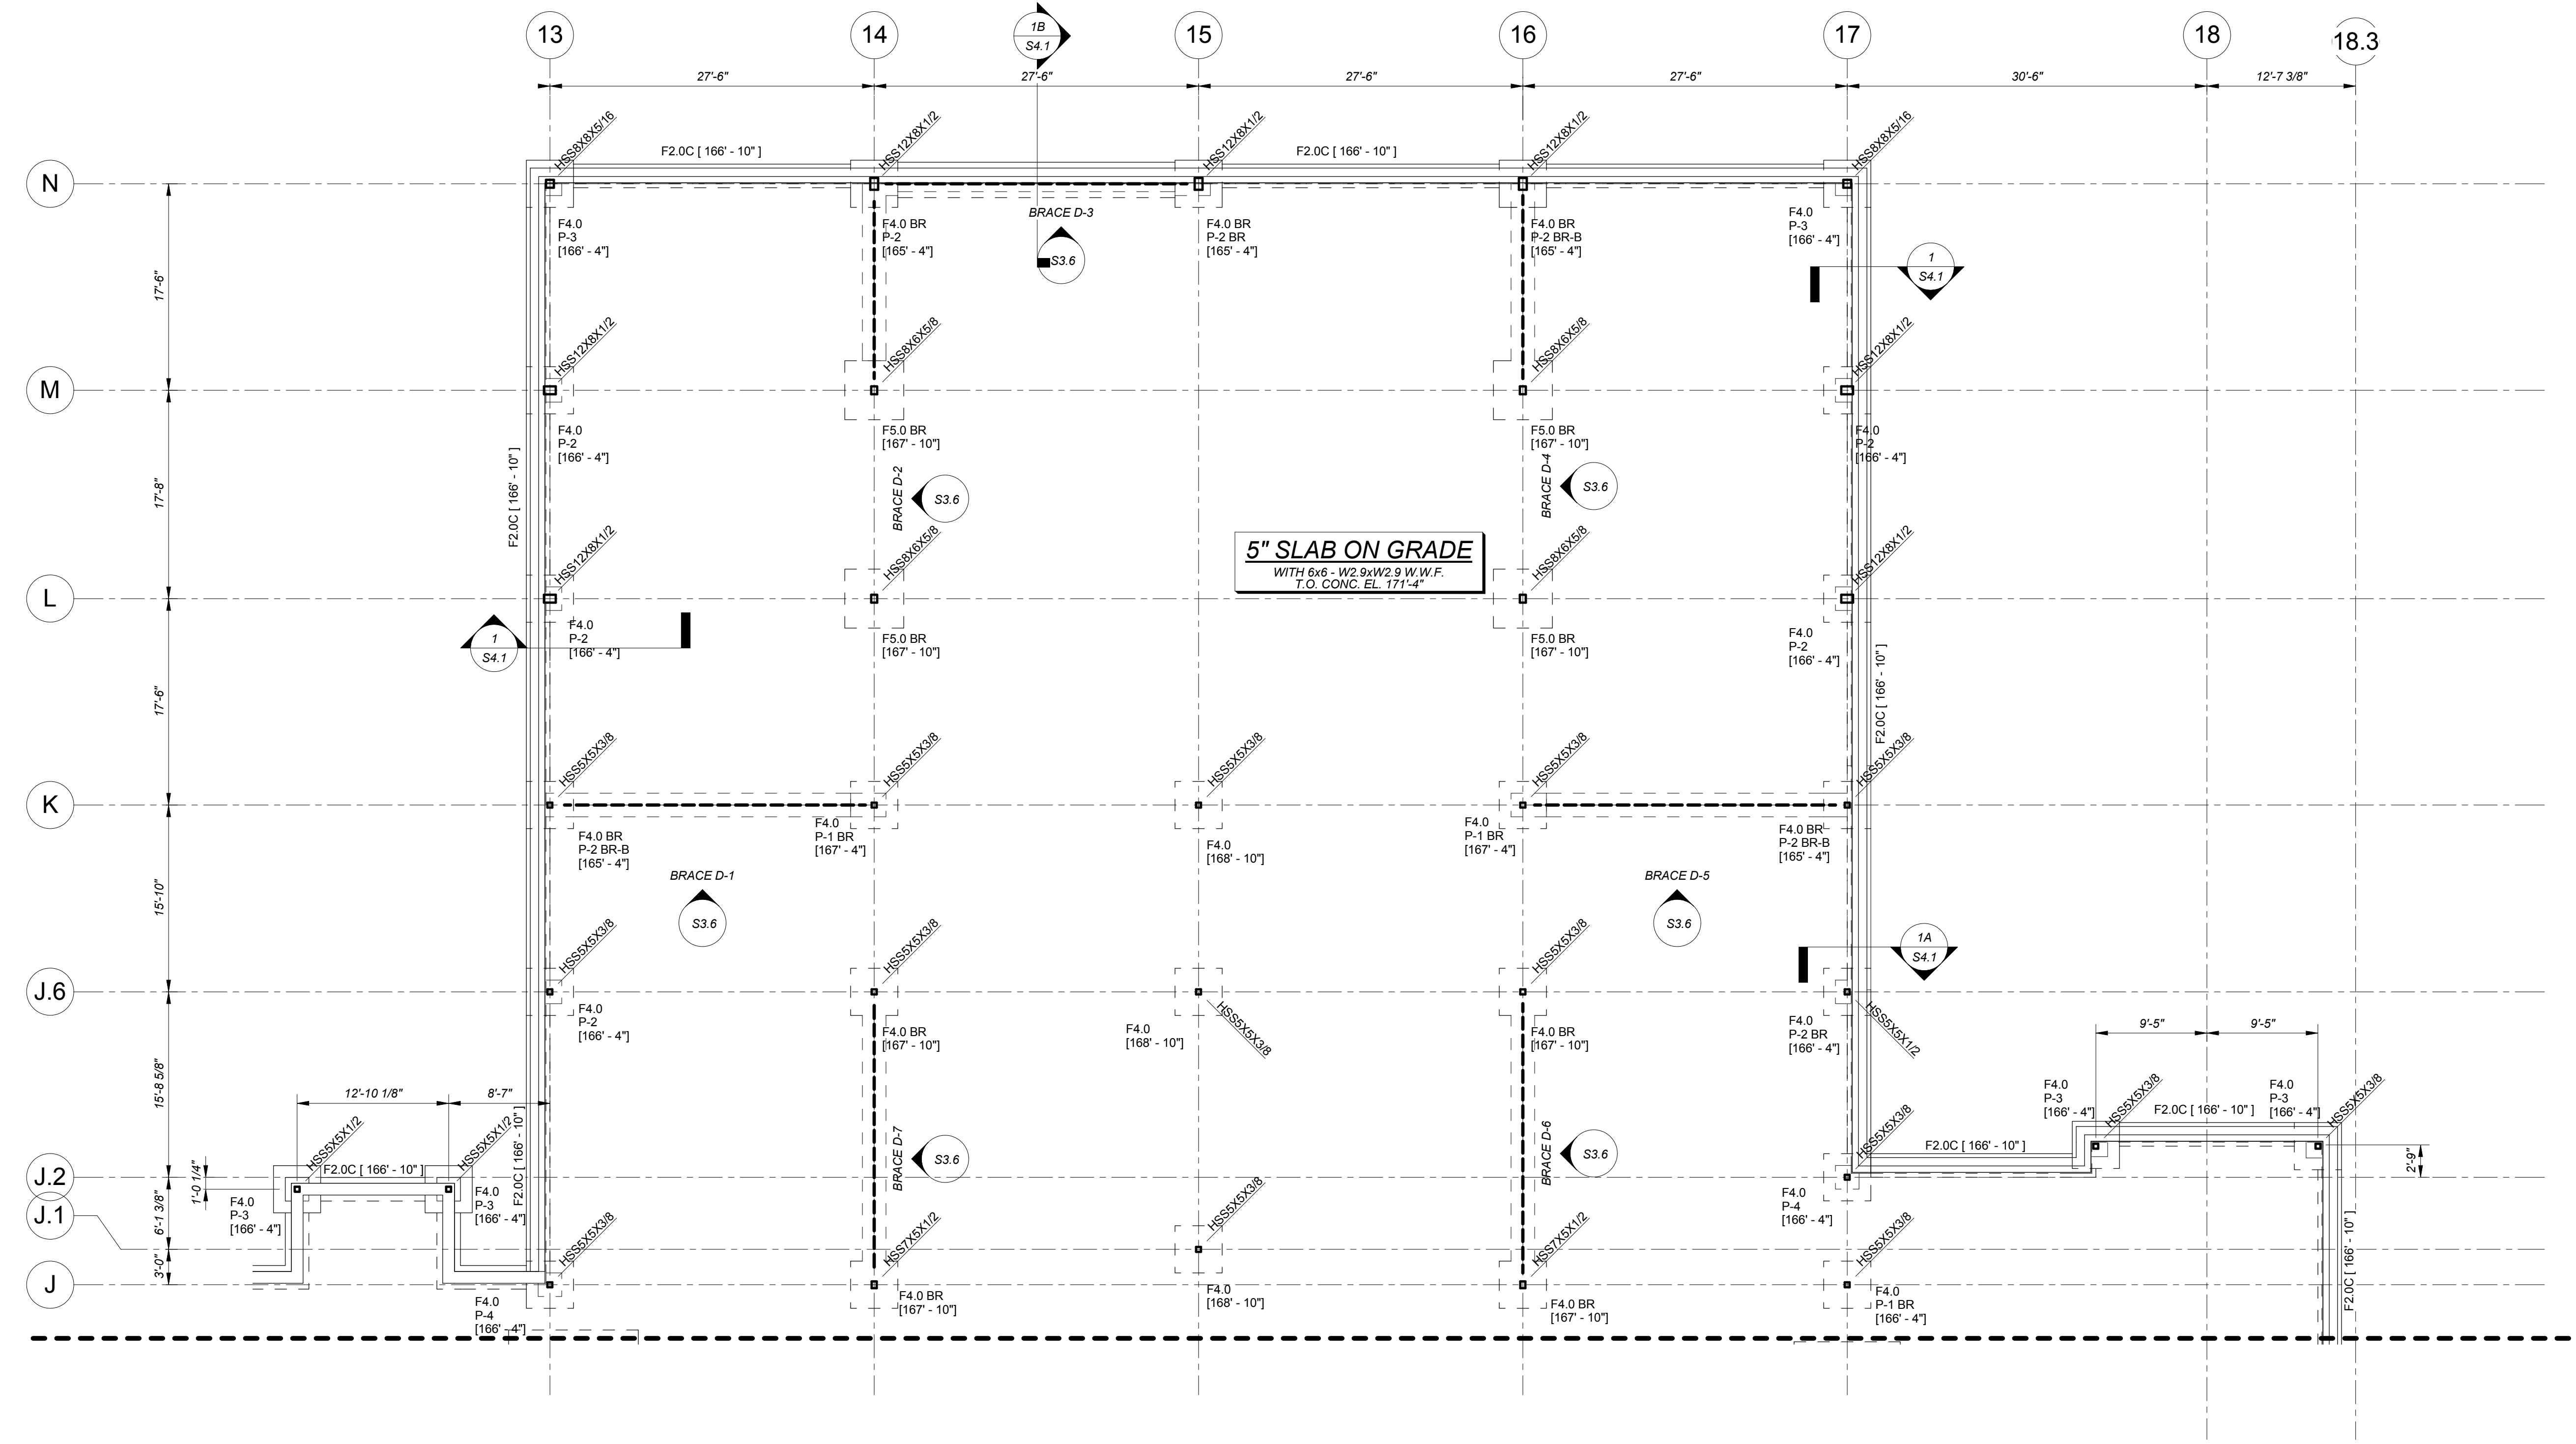 13
14
1B
S4.1
15
16
17
18
18.3
27'-6"
27'-6"
27'-6"
27'-6"
30'-6"
12'-7 3/8"
HSS8X8X5/16
F2.0C [ 166' - 10" ]
HSS12X8X1/2
HSS12X8X1/2
F2.0C [ 166' - 10" ]
HSS12X8X1/2
HSS8X8X5/16
N
F4.0
P-3
[166' - 4"]
F4.0 BR
P-2
[165' - 4"]
BRACE D-3
S3.6
F4.0 BR
P-2 BR
[165' - 4"]
F4.0 BR
P-2 BR-B
[165' - 4"]
F4.0
P-3
[166' - 4"]
1
S4.1
17'-6"
HSS12X8X1/2
HSS8X6X5/8
HSS8X6X5/8
HSS12X8X1/2
M
F4.0
P-2
[166' - 4"]
F5.0 BR
[167' - 10"]
F5.0 BR
[167' - 10"]
F4.0
P-2
[166' - 4"]
17'-8"
F2.0C [ 166' - 10" ]
BRACE D-2
S3.6
BRACE D-4
S3.6
5" SLAB ON GRADE
WITH 6x6 - W2.9xW2.9 W.W.F.
T.O. CONC. EL. 171'-4"
HSS12X8X1/2
HSS8X6X5/8
HSS8X6X5/8
HSS12X8X1/2
L
1
S4.1
F4.0
P-2
[166' - 4"]
F5.0 BR
[167' - 10"]
F5.0 BR
[167' - 10"]
F4.0
P-2
[166' - 4"]
17'-6"
F2.0C [ 166' - 10" ]
HSS5X5X3/8
HSS5X5X3/8
HSS5X5X3/8
HSS5X5X3/8
HSS5X5X3/8
K
F4.0 BR
P-2 BR-B
[165' - 4"]
F4.0
P-1 BR
[167' - 4"]
F4.0
[168' - 10"]
F4.0
P-1 BR
[167' - 4"]
F4.0 BR
P-2 BR-B
[165' - 4"]
15'-10"
BRACE D-1
S3.6
BRACE D-5
S3.6
1A
S4.1
HSS5X5X3/8
HSS5X5X3/8
HSS5X5X3/8
J.6
F4.0
P-2
[166' - 4"]
F4.0 BR
[167' - 10"]
F4.0
[168' - 10"]
HSS5X5X3/8
F4.0 BR
[167' - 10"]
F4.0
P-2 BR
[166' - 4"]
HSS5X5X1/2
9'-5"
9'-5"
15'-8 5/8"
12'-10 1/8"
8'-7"
F2.0C [ 166' - 10" ]
HSS5X5X1/2
HSS5X5X1/2
F2.0C [ 166' - 10" ]
BRACE D-7
S3.6
BRACE D-6
S3.6
HSS5X5X3/8
F4.0
P-3
[166' - 4"]
HSS5X5X3/8
F2.0C [ 166' - 10" ]
F4.0
P-3
[166' - 4"]
HSS5X5X3/8
F2.0C [ 166' - 10" ]
2'-9"
J.2
1'-0 1/4"
F4.0
P-3
[166' - 4"]
F4.0
P-3
[166' - 4"]
F4.0
P-4
[166' - 4"]
J.1
6'-1 3/8"
HSS5X5X3/8
HSS7X5X1/2
HSS5X5X3/8
HSS7X5X1/2
HSS5X5X3/8
F2.0C [ 166' - 10" ]
3'-0"
J
F4.0
P-4
[166' - 4"]
F4.0 BR
[167' - 10"]
F4.0
[168' - 10"]
F4.0 BR
[167' - 10"]
F4.0
P-1 BR
[166' - 4"]